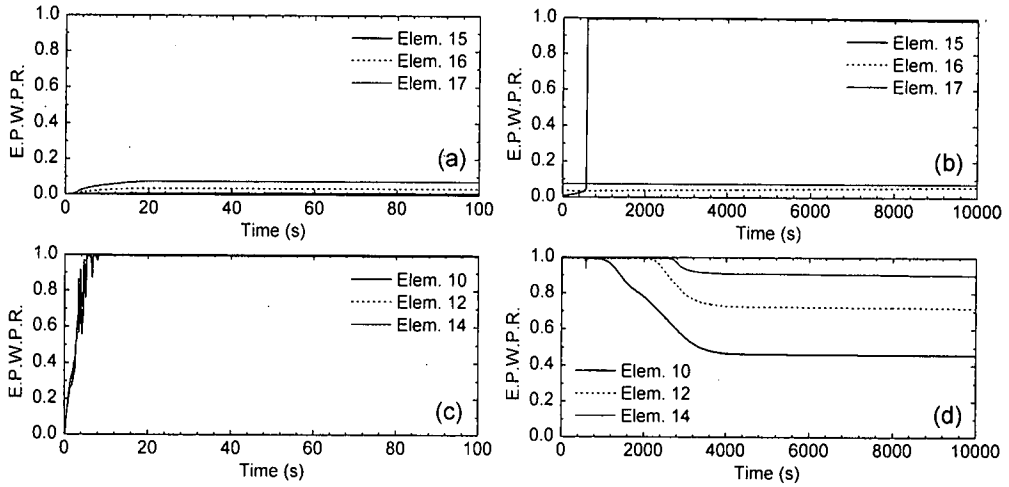 1.0
0.8
0.6
0.4
0.2
0.0
E.P.W.P.R.
Elem. 15
Elem. 16
Elem. 17
(a)
0 20 40 60 80 100
Time (s)
1.0
0.8
0.6
0.4
0.2
0.0
E.P.W.P.R.
Elem. 15
Elem. 16
Elem. 17
(b)
0 2000 4000 6000 8000 10000
Time (s)
1.0
0.8
0.6
0.4
0.2
0.0
E.P.W.P.R.
Elem. 10
Elem. 12
Elem. 14
(c)
0 20 40 60 80 100
Time (s)
1.0
0.8
0.6
0.4
0.2
0.0
E.P.W.P.R.
Elem. 10
Elem. 12
Elem. 14
(d)
0 2000 4000 6000 8000 10000
Time (s)